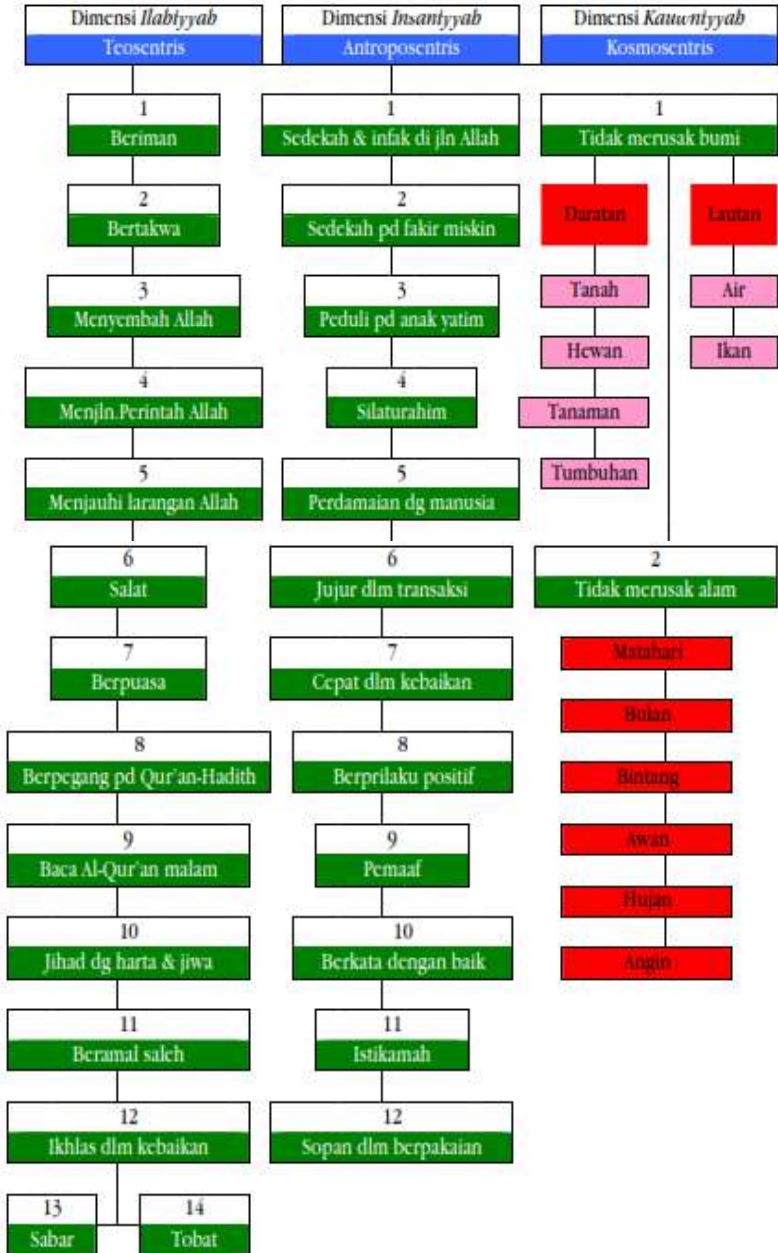 Dimensi Ilahiyyah
Teosentris
1
Beriman
2
Bertakwa
3
Menyembah Allah
4
Menjln.Perintah Allah
5
Menjauhi larangan Allah
6
Salat
7
Berpuasa
8
Berpegang pd Qur'an-Hadith
9
Baca Al-Qur'an malam
10
Jihad dg harta & jiwa
11
Beramal saleh
12
Ikhlas dlm kebaikan
13
Sabar
14
Tobat
Dimensi Insaniyyah
Antroposentris
1
Sedekah & infak di jln Allah
2
Sedekah pd fakir miskin
3
Peduli pd anak yatim
4
Silaturahim
5
Perdamaian dg manusia
6
Jujur dlm transaksi
7
Cepat dlm kebaikan
8
Berprilaku positif
9
Pemaaf
10
Berkata dengan baik
11
Istikamah
12
Sopan dlm berpakaian
Dimensi Kauwniyyah
Kosmosentris
1
Tidak merusak bumi
Daratan
Tanah
Hewan
Tanaman
Tumbuhan
Lautan
Air
Ikan
2
Tidak merusak alam
Matahari
Bulan
Bintang
Awan
Hujan
Angin